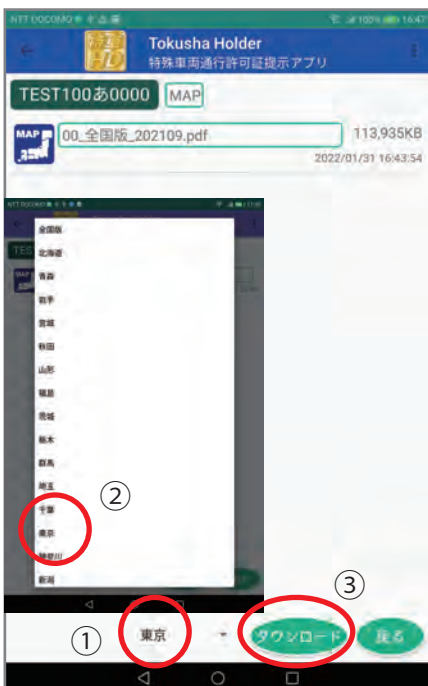 NTT DOCOMO
100% 16:47
Tokusha Holder
特殊車両通行許可証提示アプリ
TEST100あ0000 MAP
MAP 00_全国版_202109.pdf 113,935KB
2022/01/31 16:43:54
NTT DOCOMO
全国版
北海道
青森
岩手
宮城
秋田
山形
福島
茨城
栃木
群馬
埼玉
千葉
②
東京
神奈川
新潟
③
① 東京 ダウンロード 戻る